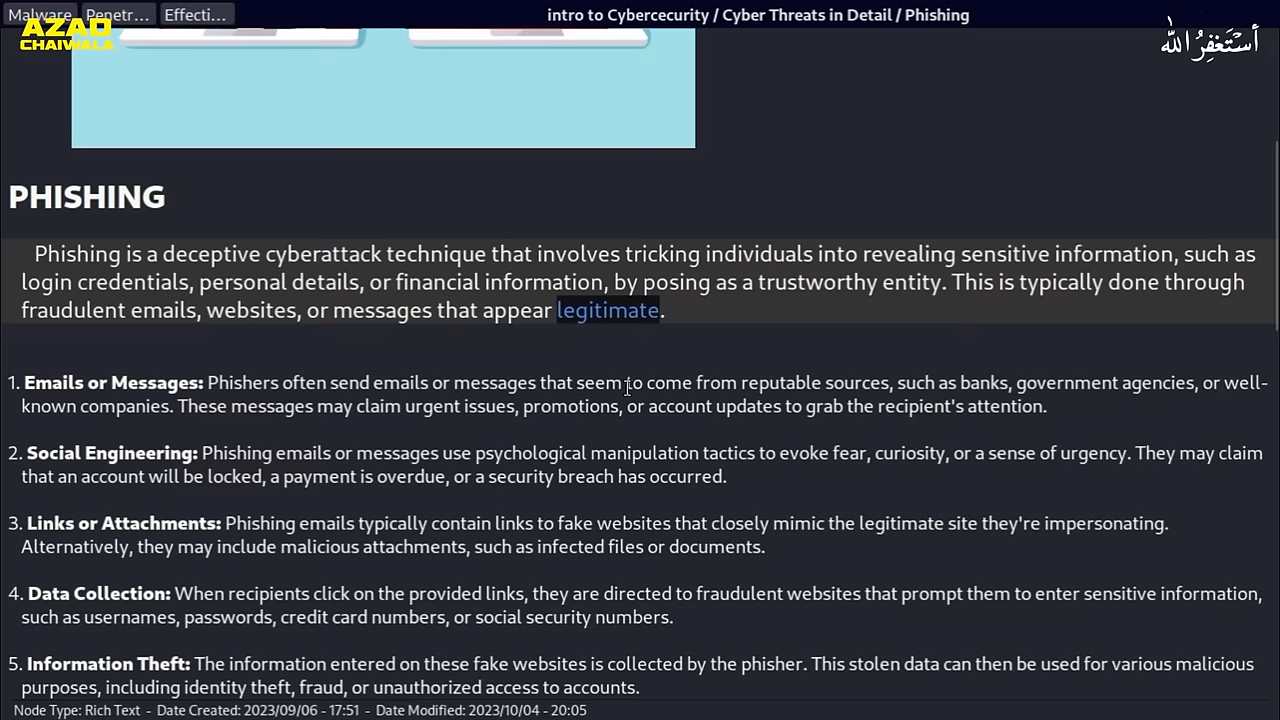 Malware
Penetr...
Effecti...
intro to Cybercecurity / Cyber Threats in Detail / Phishing
AZAD
CHAIWALA
أَسْتَغْفِرُ اللّٰه
PHISHING
Phishing is a deceptive cyberattack technique that involves tricking individuals into revealing sensitive information, such as
login credentials, personal details, or financial information, by posing as a trustworthy entity. This is typically done through
fraudulent emails, websites, or messages that appear legitimate.
1. Emails or Messages: Phishers often send emails or messages that seem to come from reputable sources, such as banks, government agencies, or well-
known companies. These messages may claim urgent issues, promotions, or account updates to grab the recipient's attention.
2. Social Engineering: Phishing emails or messages use psychological manipulation tactics to evoke fear, curiosity, or a sense of urgency. They may claim
that an account will be locked, a payment is overdue, or a security breach has occurred.
3. Links or Attachments: Phishing emails typically contain links to fake websites that closely mimic the legitimate site they're impersonating.
Alternatively, they may include malicious attachments, such as infected files or documents.
4. Data Collection: When recipients click on the provided links, they are directed to fraudulent websites that prompt them to enter sensitive information,
such as usernames, passwords, credit card numbers, or social security numbers.
5. Information Theft: The information entered on these fake websites is collected by the phisher. This stolen data can then be used for various malicious
purposes, including identity theft, fraud, or unauthorized access to accounts.
Node Type: Rich Text - Date Created: 2023/09/06 - 17:51 - Date Modified: 2023/10/04 - 20:05